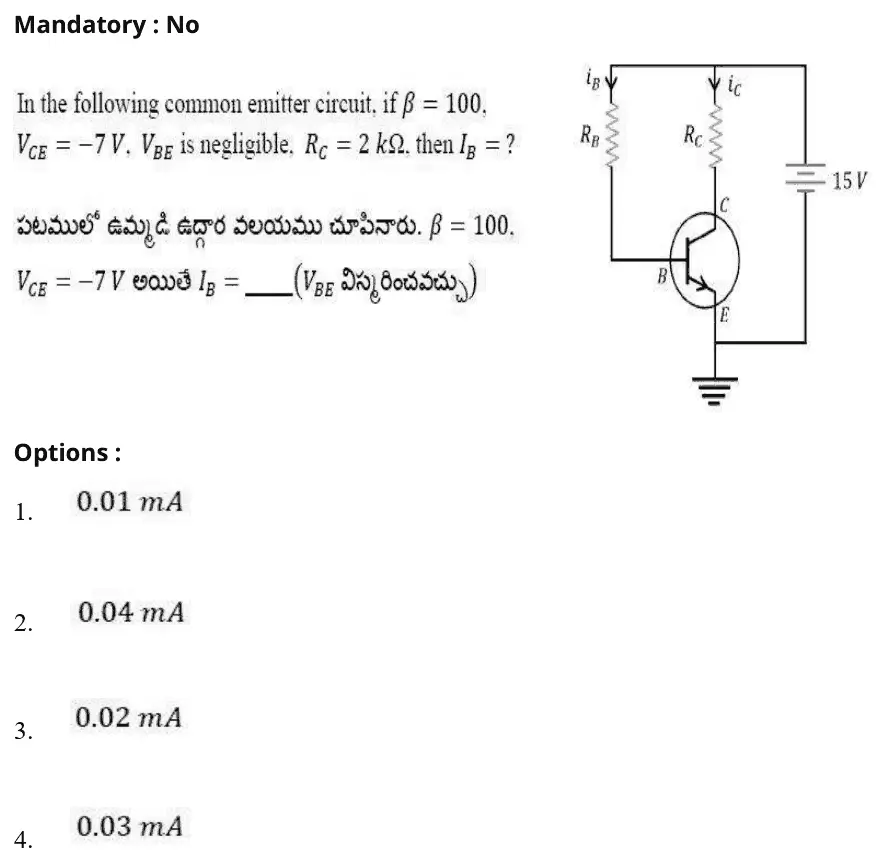 Mandatory : No
In the following common emitter circuit, if β = 100,
V_CE = −7 V, V_BE is negligible, R_C = 2 kΩ, then I_B = ?
పటములో ఉమ్మడి ఉద్గార వలయము చూపినారు. β = 100.
V_CE = −7 V అయితే I_B = ____(V_BE విస్మరించవచ్చు)
i_B
i_C
R_B
R_C
15 V
C
B
E
Options :
1. 0.01 mA
2. 0.04 mA
3. 0.02 mA
4. 0.03 mA